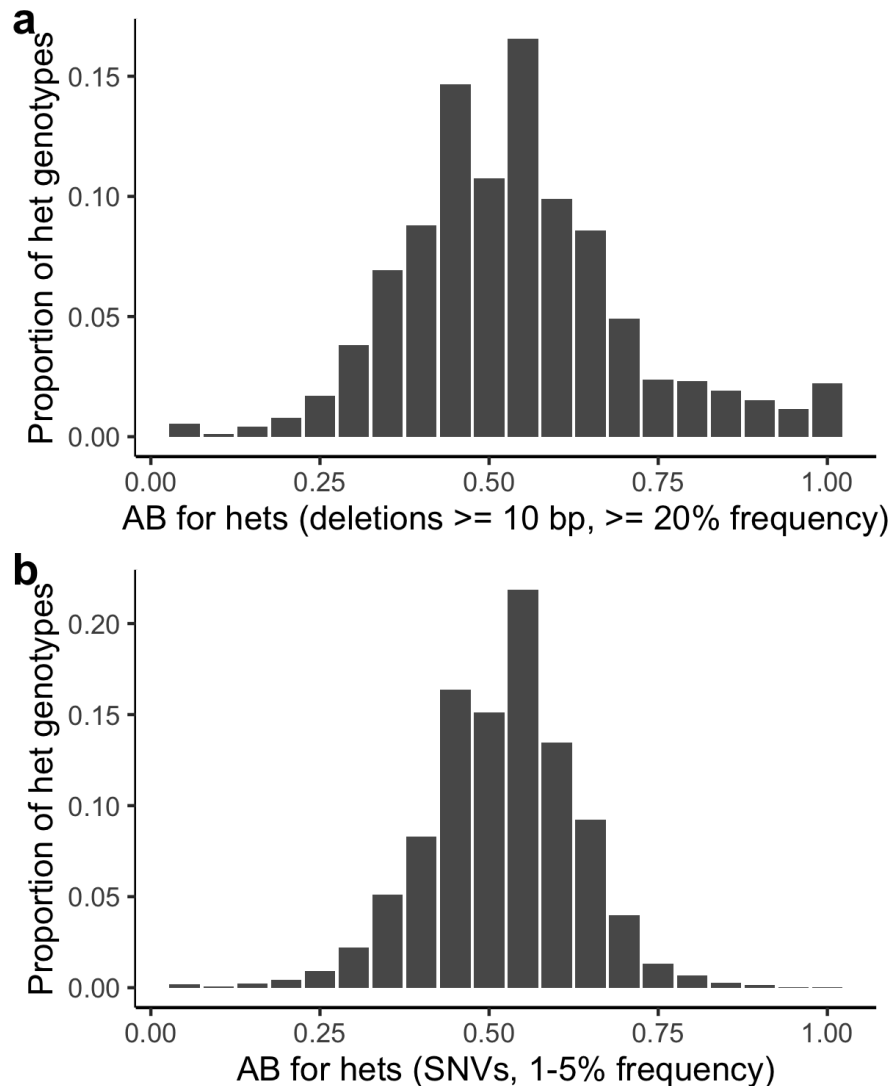 a
Proportion of het genotypes
0.15
0.10
0.05
0.00
0.00 0.25 0.50 0.75 1.00
AB for hets (deletions >= 10 bp, >= 20% frequency)
b
Proportion of het genotypes
0.20
0.15
0.10
0.05
0.00
0.00 0.25 0.50 0.75 1.00
AB for hets (SNVs, 1-5% frequency)